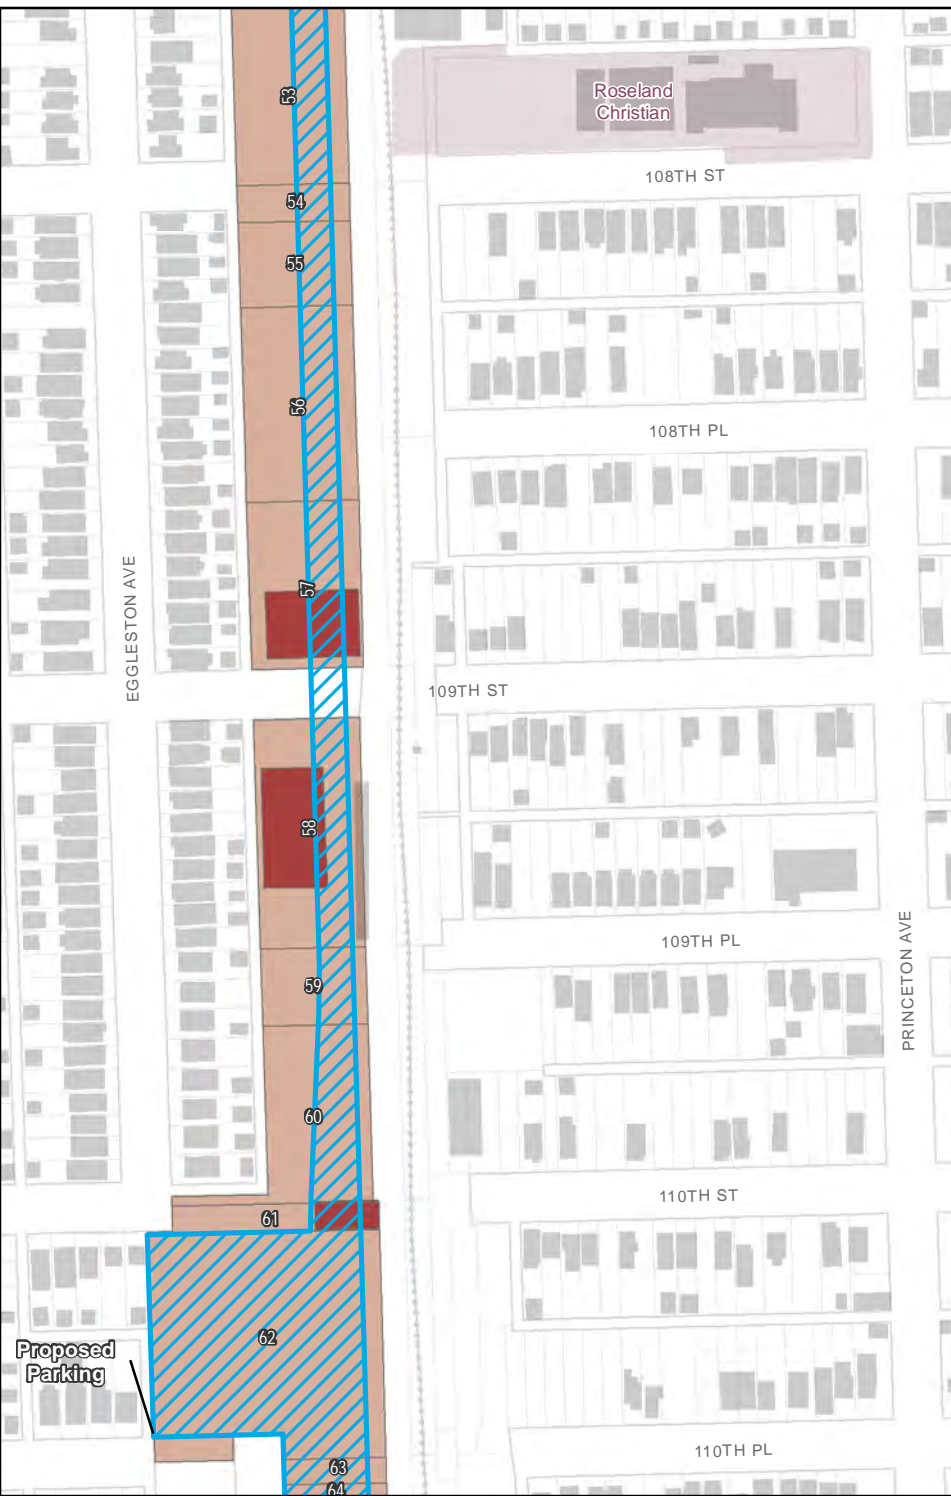 53
Roseland
Christian
108TH ST
54
55
56
108TH PL
57
EGGLESTON AVE
109TH ST
58
109TH PL
PRINCETON AVE
59
60
110TH ST
61
62
Proposed
Parking
110TH PL
63
64